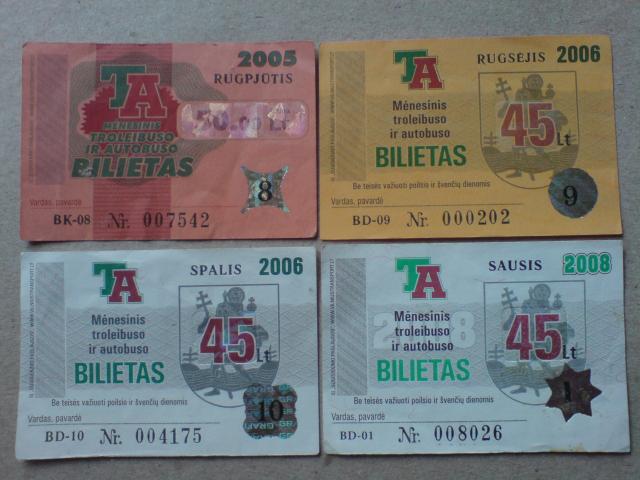 2005
TA
RUGPJŪTIS
50.00 Lt
MĖNESINIS
TROLEIBUSO
IR AUTOBUSO
BILIETAS
8
Vardas, pavardė
BK-08 Nr. 007542
TA
RUGSĖJIS 2006
Mėnesinis
troleibuso
ir autobuso
45 Lt
BILIETAS
Be teisės važiuoti poilsio ir švenčių dienomis
9
Vardas, pavardė
BD-09 Nr. 000202
TA
SPALIS 2006
Mėnesinis
troleibuso
ir autobuso
45 Lt
BILIETAS
Be teisės važiuoti poilsio ir švenčių dienomis
10
Vardas, pavardė
BD-10 Nr. 004175
TA
SAUSIS 2008
2008
Mėnesinis
troleibuso
ir autobuso
45 Lt
BILIETAS
Be teisės važiuoti poilsio ir švenčių dienomis
1
Vardas, pavardė
BD-01 Nr. 008026